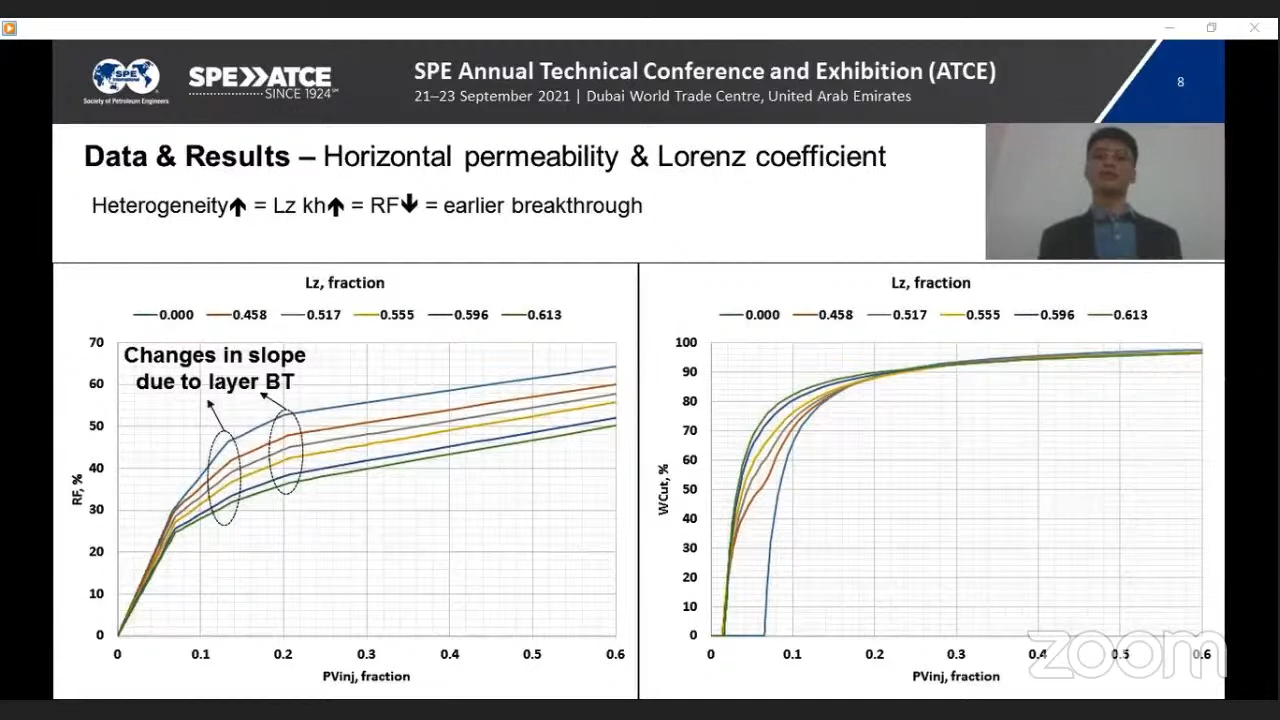 SPE
International
Society of Petroleum Engineers
SPE ATCE
SINCE 1924
SM
SPE Annual Technical Conference and Exhibition (ATCE)
21–23 September 2021 | Dubai World Trade Centre, United Arab Emirates
8
Data & Results – Horizontal permeability & Lorenz coefficient
Heterogeneity↑ = Lz kh↑ = RF↓ = earlier breakthrough
Lz, fraction
0.000 0.458 0.517 0.555 0.596 0.613
Changes in slope
due to layer BT
70
60
50
40
30
20
10
0
RF, %
0 0.1 0.2 0.3 0.4 0.5 0.6
PVinj, fraction
Lz, fraction
0.000 0.458 0.517 0.555 0.596 0.613
100
90
80
70
60
50
40
30
20
10
0
WCut, %
0 0.1 0.2 0.3 0.4 0.5 0.6
PVinj, fraction
zoom